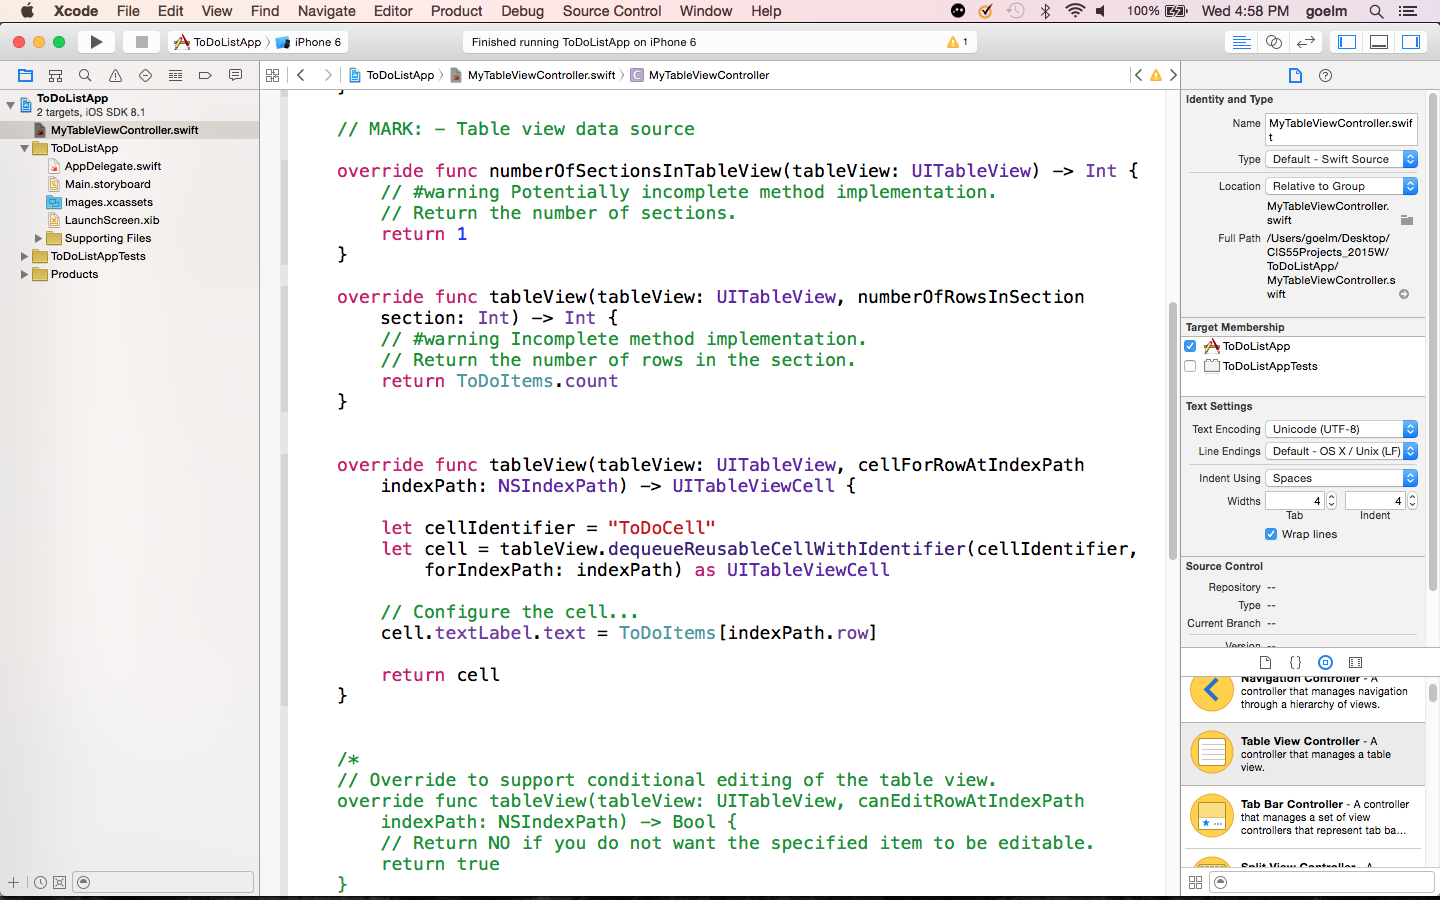 Xcode File Edit View Find Navigate Editor Product Debug Source Control Window Help 100% Wed 4:58 PM goelm
ToDoListApp iPhone 6
Finished running ToDoListApp on iPhone 6
1
ToDoListApp
2 targets, iOS SDK 8.1
MyTableViewController.swift
ToDoListApp
AppDelegate.swift
Main.storyboard
Images.xcassets
LaunchScreen.xib
Supporting Files
ToDoListAppTests
Products
ToDoListApp MyTableViewController.swift C MyTableViewController
}
// MARK: - Table view data source
override func numberOfSectionsInTableView(tableView: UITableView) -> Int {
// #warning Potentially incomplete method implementation.
// Return the number of sections.
return 1
}
override func tableView(tableView: UITableView, numberOfRowsInSection
section: Int) -> Int {
// #warning Incomplete method implementation.
// Return the number of rows in the section.
return ToDoItems.count
}
override func tableView(tableView: UITableView, cellForRowAtIndexPath
indexPath: NSIndexPath) -> UITableViewCell {
let cellIdentifier = "ToDoCell"
let cell = tableView.dequeueReusableCellWithIdentifier(cellIdentifier,
forIndexPath: indexPath) as UITableViewCell
// Configure the cell...
cell.textLabel.text = ToDoItems[indexPath.row]
return cell
}
/*
// Override to support conditional editing of the table view.
override func tableView(tableView: UITableView, canEditRowAtIndexPath
indexPath: NSIndexPath) -> Bool {
// Return NO if you do not want the specified item to be editable.
return true
}
Identity and Type
Name MyTableViewController.swif
t
Type Default - Swift Source
Location Relative to Group
MyTableViewController.
swift
Full Path /Users/goelm/Desktop/
CIS55Projects_2015W/
ToDoListApp/
MyTableViewController.s
wift
Target Membership
ToDoListApp
ToDoListAppTests
Text Settings
Text Encoding Unicode (UTF-8)
Line Endings Default - OS X / Unix (LF)
Indent Using Spaces
Widths 4 4
Tab Indent
Wrap lines
Source Control
Repository --
Type --
Current Branch --
Version --
{}
Navigation Controller - A
controller that manages navigation
through a hierarchy of views.
Table View Controller - A
controller that manages a table
view.
Tab Bar Controller - A controller
that manages a set of view
controllers that represent tab ba...
Split View Controller - A